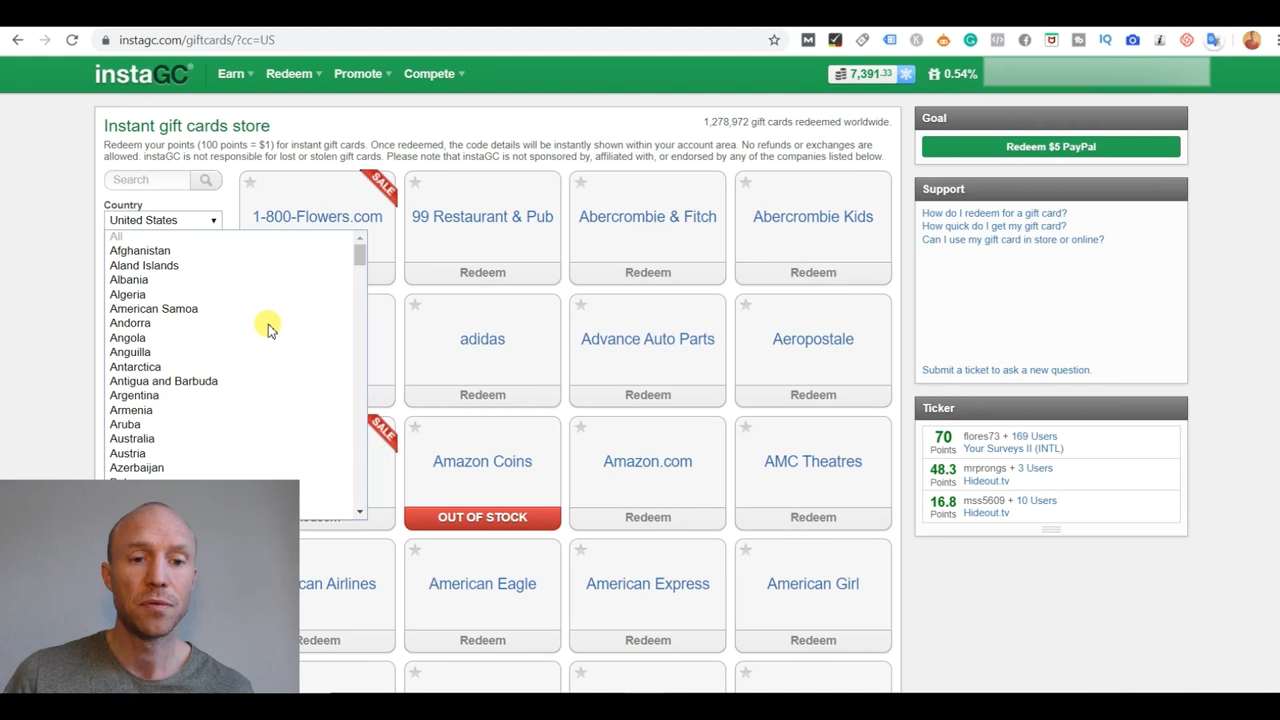 instagc.com/giftcards/?cc=US
instaGC® Earn Redeem Promote Compete 7,391.33 0.54%
Instant gift cards store
1,278,972 gift cards redeemed worldwide.
Redeem your points (100 points = $1) for instant gift cards. Once redeemed, the code details will be instantly shown within your account area. No refunds or exchanges are
allowed. instaGC is not responsible for lost or stolen gift cards. Please note that instaGC is not sponsored by, affiliated with, or endorsed by any of the companies listed below.
Search
Country
United States
All
Afghanistan
Aland Islands
Albania
Algeria
American Samoa
Andorra
Angola
Anguilla
Antarctica
Antigua and Barbuda
Argentina
Armenia
Aruba
Australia
Austria
Azerbaijan
SALE
1-800-Flowers.com
99 Restaurant & Pub
Redeem
Abercrombie & Fitch
Redeem
Abercrombie Kids
Redeem
adidas
Redeem
Advance Auto Parts
Redeem
Aeropostale
Redeem
SALE
Amazon Coins
OUT OF STOCK
Amazon.com
Redeem
AMC Theatres
Redeem
can Airlines
Redeem
American Eagle
Redeem
American Express
Redeem
American Girl
Redeem
Goal
Redeem $5 PayPal
Support
How do I redeem for a gift card?
How quick do I get my gift card?
Can I use my gift card in store or online?
Submit a ticket to ask a new question.
Ticker
70 Points flores73 + 169 Users
Your Surveys II (INTL)
48.3 Points mrprongs + 3 Users
Hideout.tv
16.8 Points mss5609 + 10 Users
Hideout.tv